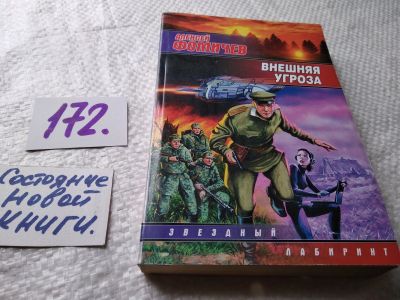 АЛЕКСЕЙ
ФОМИЧЕВ
ВНЕШНЯЯ
УГРОЗА
ЗВЕЗДНЫЙ
ЛАБИРИНТ
172.
Состояние
новой
книги.